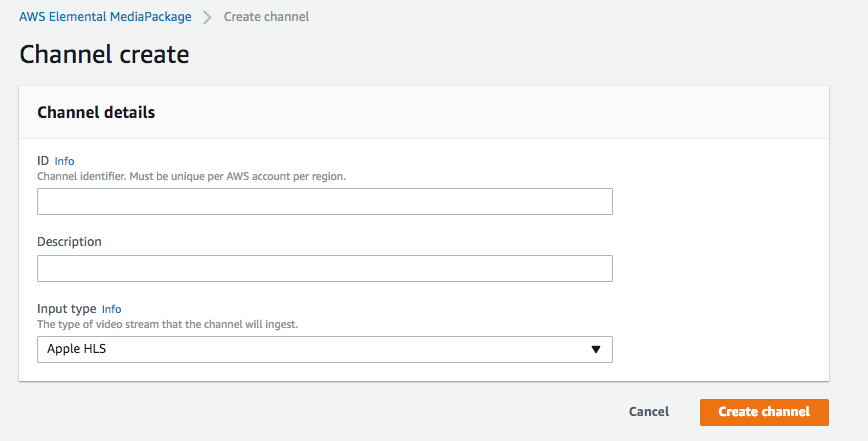 AWS Elemental MediaPackage > Create channel
Channel create
Channel details
ID Info
Channel identifier. Must be unique per AWS account per region.
Description
Input type Info
The type of video stream that the channel will ingest.
Apple HLS
Cancel Create channel